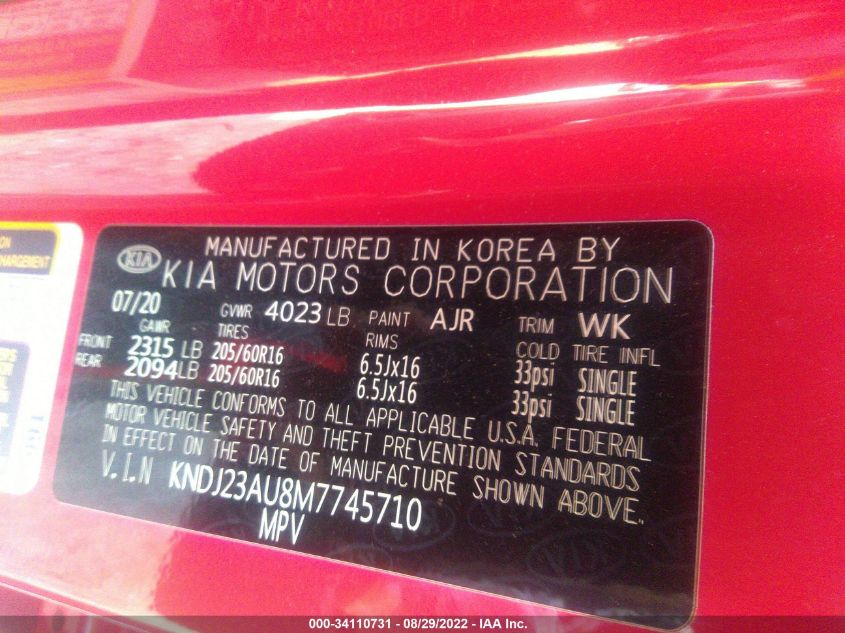 KIA
MANUFACTURED IN KOREA BY
KIA MOTORS CORPORATION
07/20 GVWR 4023 LB PAINT AJR TRIM WK
GAWR TIRES RIMS COLD TIRE INFL
FRONT 2315 LB 205/60R16 6.5Jx16 33psi SINGLE
REAR 2094 LB 205/60R16 6.5Jx16 33psi SINGLE
THIS VEHICLE CONFORMS TO ALL APPLICABLE U.S.A. FEDERAL
MOTOR VEHICLE SAFETY AND THEFT PREVENTION STANDARDS
IN EFFECT ON THE DATE OF MANUFACTURE SHOWN ABOVE.
V.I.N KNDJ23AU8M7745710
MPV
000-34110731 - 08/29/2022 - IAA Inc.